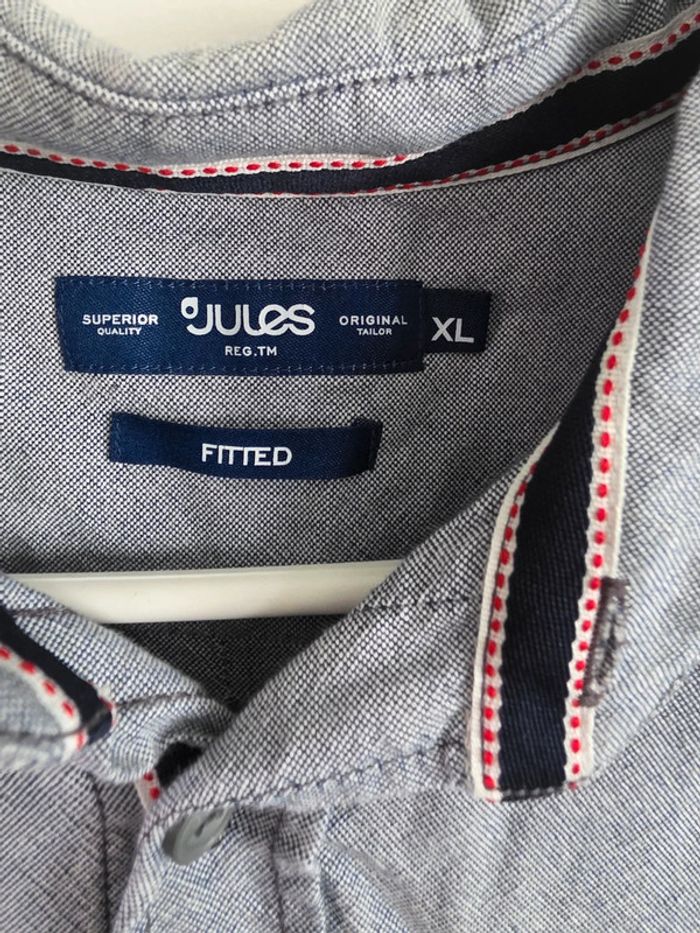 SUPERIOR
QUALITY
JULES
REG.TM
ORIGINAL
TAILOR
XL
FITTED